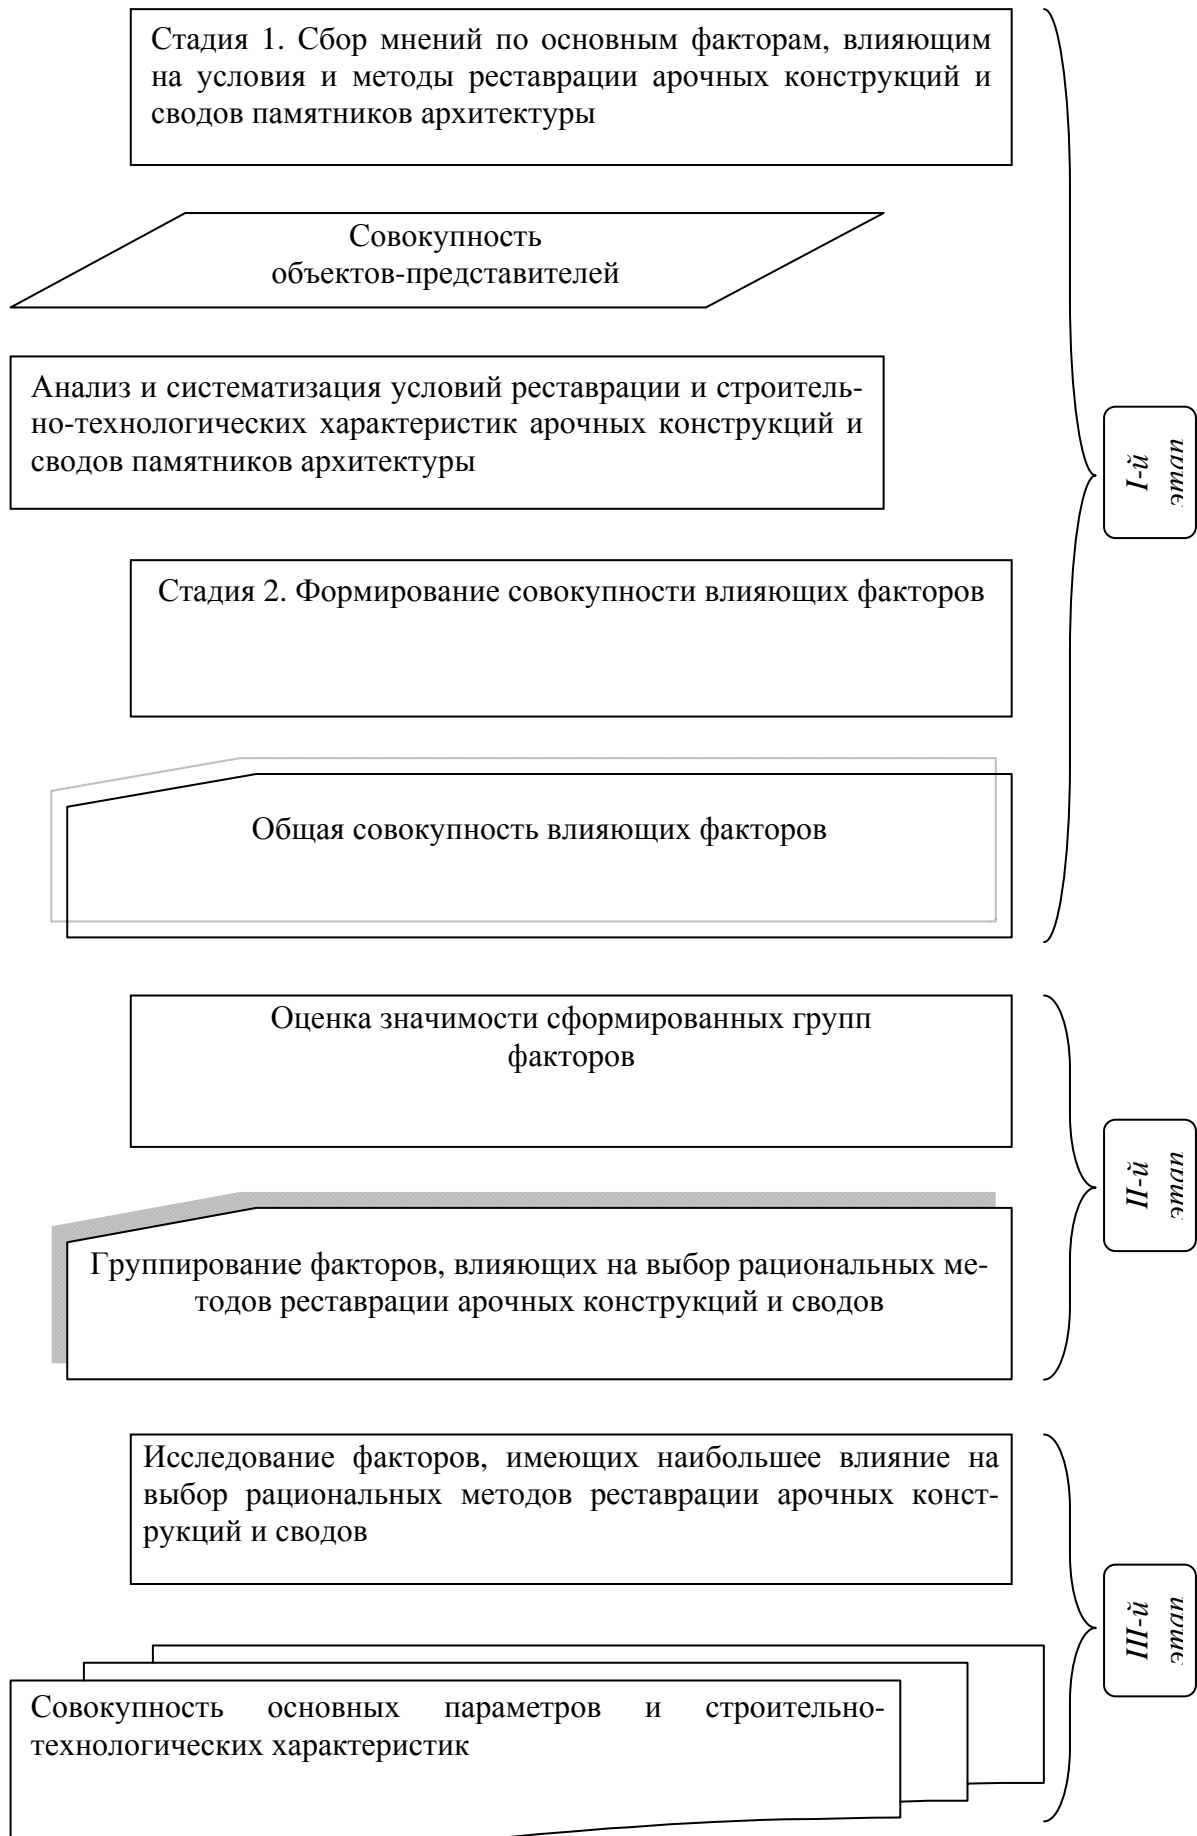 Стадия 1. Сбор мнений по основным факторам, влияющим
на условия и методы реставрации арочных конструкций и
сводов памятников архитектуры
Совокупность
объектов-представителей
Анализ и систематизация условий реставрации и строитель-
но-технологических характеристик арочных конструкций и
сводов памятников архитектуры
I-й
Стадия 2. Формирование совокупности влияющих факторов
Общая совокупность влияющих факторов
Оценка значимости сформированных групп
факторов
II-й
Группирование факторов, влияющих на выбор рациональных ме-
тодов реставрации арочных конструкций и сводов
Исследование факторов, имеющих наибольшее влияние на
выбор рациональных методов реставрации арочных конст-
рукций и сводов
III-й
Совокупность основных параметров и строительно-
технологических характеристик